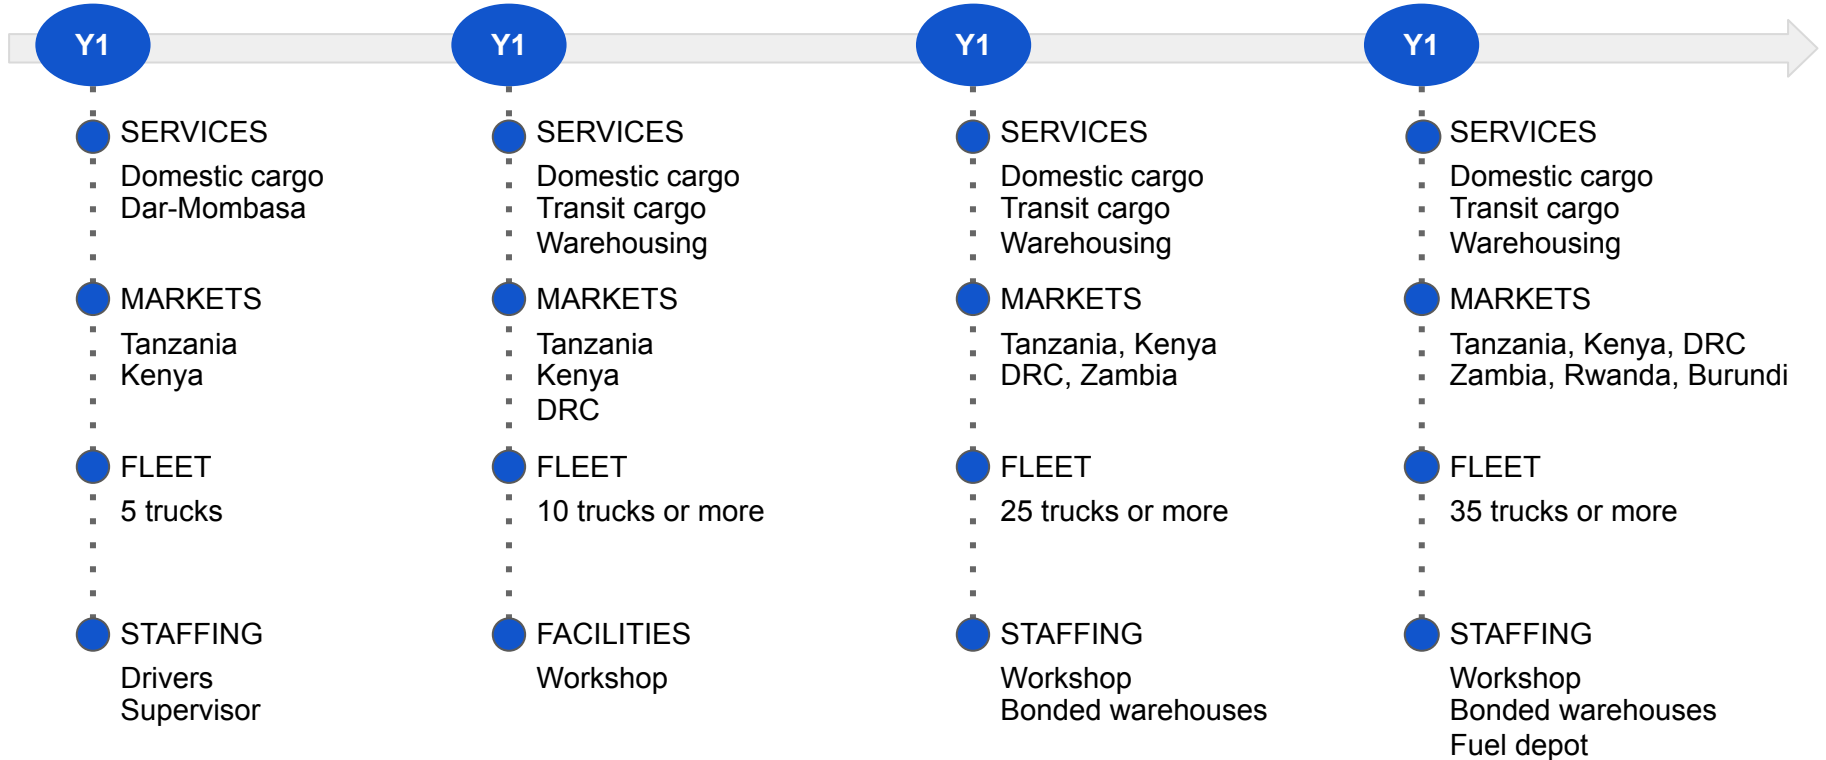 Y1
SERVICES
Domestic cargo
Dar-Mombasa
MARKETS
Tanzania
Kenya
FLEET
5 trucks
STAFFING
Drivers
Supervisor
Y1
SERVICES
Domestic cargo
Transit cargo
Warehousing
MARKETS
Tanzania
Kenya
DRC
FLEET
10 trucks or more
FACILITIES
Workshop
Y1
SERVICES
Domestic cargo
Transit cargo
Warehousing
MARKETS
Tanzania, Kenya
DRC, Zambia
FLEET
25 trucks or more
STAFFING
Workshop
Bonded warehouses
Y1
SERVICES
Domestic cargo
Transit cargo
Warehousing
MARKETS
Tanzania, Kenya, DRC
Zambia, Rwanda, Burundi
FLEET
35 trucks or more
STAFFING
Workshop
Bonded warehouses
Fuel depot